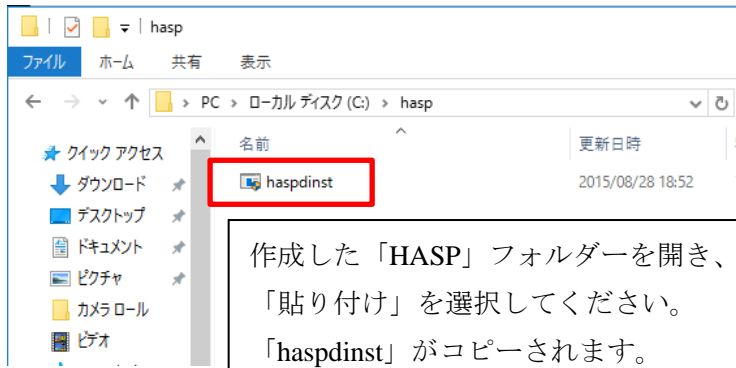 hasp
ファイル ホーム 共有 表示
PC > ローカル ディスク (C:) > hasp
名前 更新日時
クイック アクセス
haspdinst 2015/08/28 18:52
ダウンロード
デスクトップ
ドキュメント
ピクチャ
カメラ ロール
ビデオ
作成した「HASP」フォルダーを開き、
「貼り付け」を選択してください。
「haspdinst」がコピーされます。